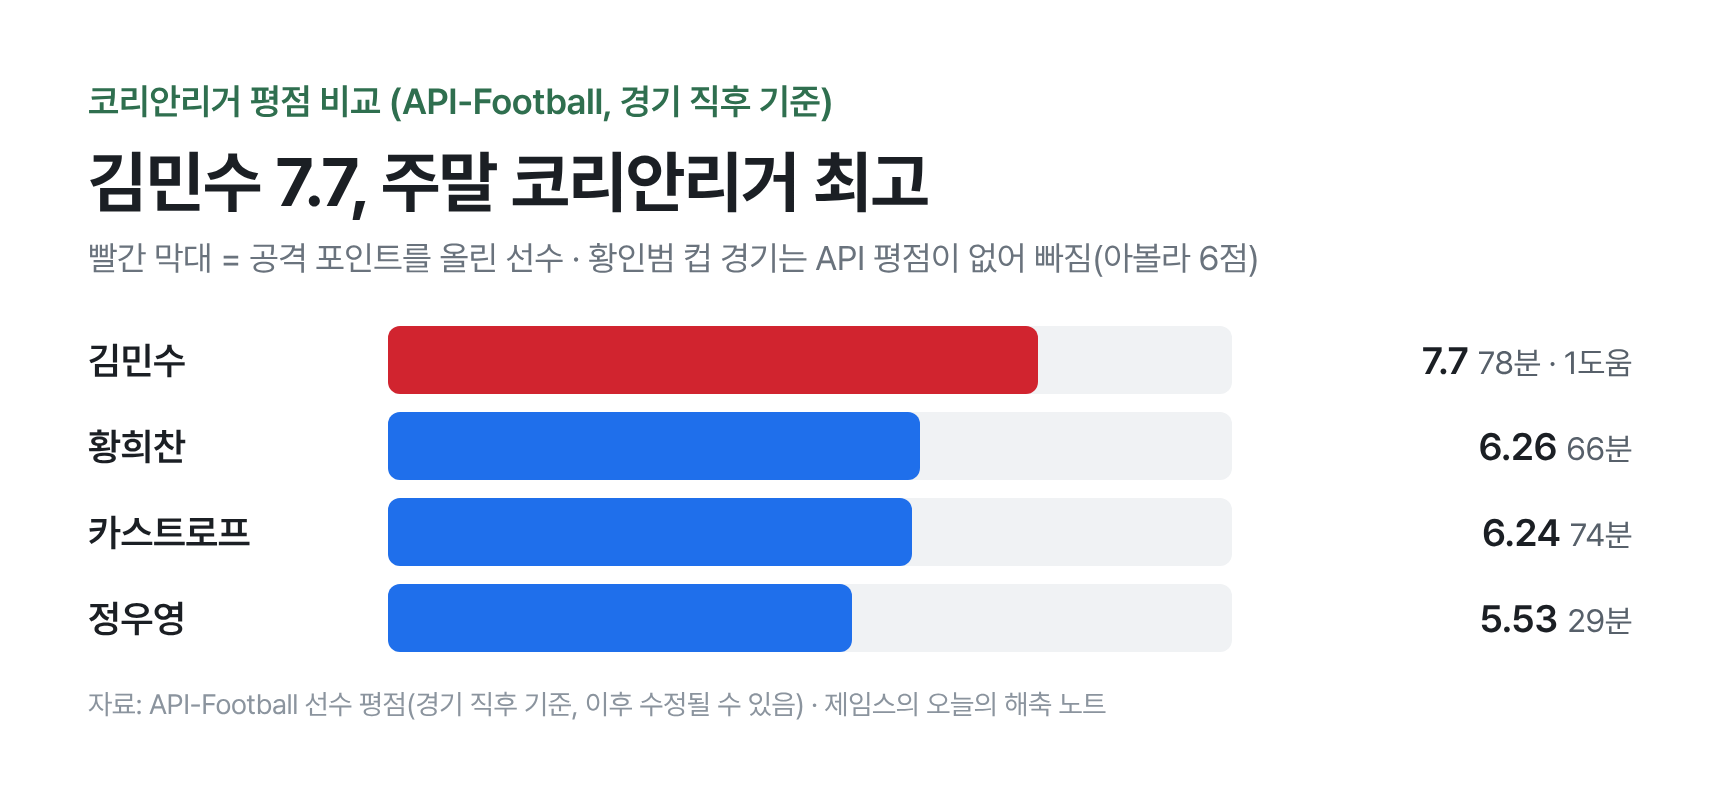 코리안리거 평점 비교 (API-Football, 경기 직후 기준)
김민수 7.7, 주말 코리안리거 최고
빨간 막대 = 공격 포인트를 올린 선수 · 황인범 컵 경기는 API 평점이 없어 빠짐(아볼라 6점)
김민수 7.7 78분 · 1도움
황희찬 6.26 66분
카스트로프 6.24 74분
정우영 5.53 29분
자료: API-Football 선수 평점(경기 직후 기준, 이후 수정될 수 있음) · 제임스의 오늘의 해축 노트